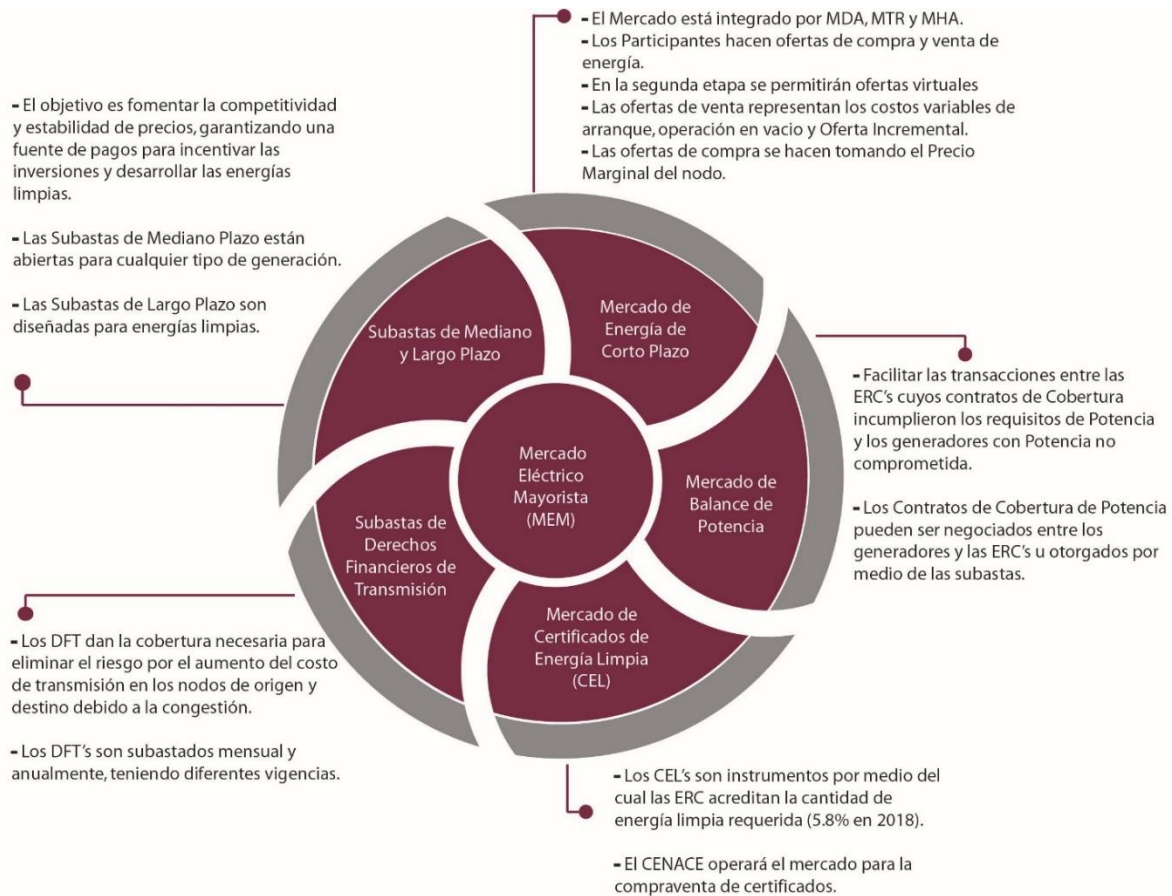 - El Mercado está integrado por MDA, MTR y MHA.
- Los Participantes hacen ofertas de compra y venta de
energía.
- En la segunda etapa se permitirán ofertas virtuales
- Las ofertas de venta representan los costos variables de
arranque, operación en vacio y Oferta Incremental.
- Las ofertas de compra se hacen tomando el Precio
Marginal del nodo.
- El objetivo es fomentar la competitividad
y estabilidad de precios, garantizando una
fuente de pagos para incentivar las
inversiones y desarrollar las energías
limpias.
- Las Subastas de Mediano Plazo están
abiertas para cualquier tipo de generación.
- Las Subastas de Largo Plazo son
diseñadas para energías limpias.
Subastas de Mediano
y Largo Plazo
Mercado de
Energía de
Corto Plazo
- Facilitar las transacciones entre las
ERC's cuyos contratos de Cobertura
incumplieron los requisitos de Potencia
y los generadores con Potencia no
comprometida.
- Los Contratos de Cobertura de Potencia
pueden ser negociados entre los
generadores y las ERC's u otorgados por
medio de las subastas.
Mercado
Eléctrico
Mayorista
(MEM)
Mercado de
Balance de
Potencia
Subastas de
Derechos
Financieros de
Transmisión
Mercado de
Certificados de
Energía Limpia
(CEL)
- Los DFT dan la cobertura necesaria para
eliminar el riesgo por el aumento del costo
de transmisión en los nodos de origen y
destino debido a la congestión.
- Los DFT's son subastados mensual y
anualmente, teniendo diferentes vigencias.
- Los CEL's son instrumentos por medio del
cual las ERC acreditan la cantidad de
energía limpia requerida (5.8% en 2018).
- El CENACE operará el mercado para la
compraventa de certificados.